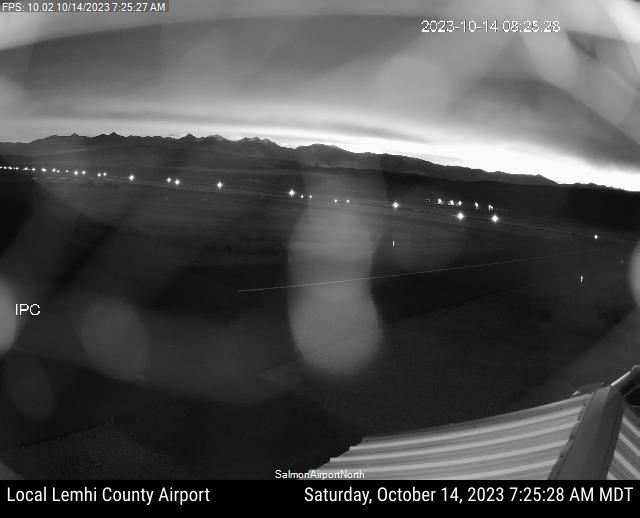 FPS: 10.02 10/14/2023 7:25:27 AM
2023-10-14 08:25:28
IPC
SalmonAirportNorth
Local Lemhi County Airport
Saturday, October 14, 2023 7:25:28 AM MDT